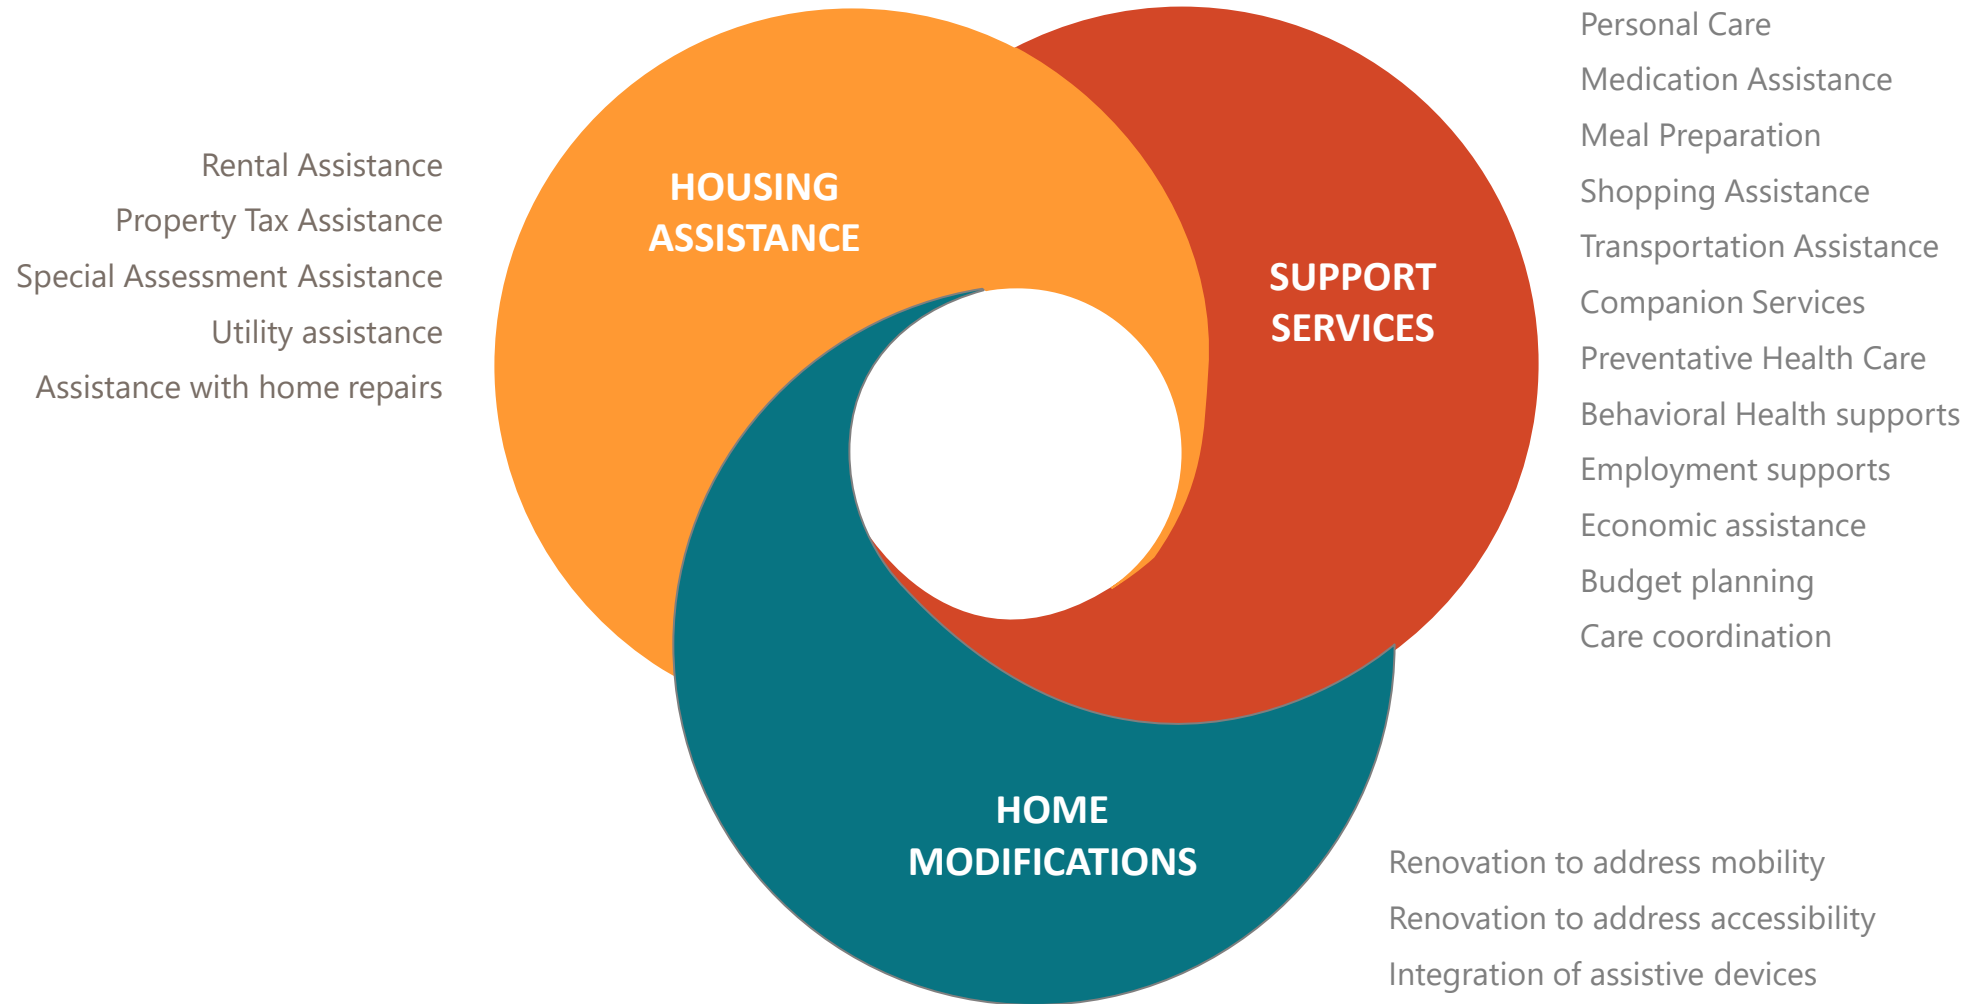 Rental Assistance
Property Tax Assistance
Special Assessment Assistance
Utility assistance
Assistance with home repairs
HOUSING
ASSISTANCE
SUPPORT
SERVICES
Personal Care
Medication Assistance
Meal Preparation
Shopping Assistance
Transportation Assistance
Companion Services
Preventative Health Care
Behavioral Health supports
Employment supports
Economic assistance
Budget planning
Care coordination
HOME
MODIFICATIONS
Renovation to address mobility
Renovation to address accessibility
Integration of assistive devices